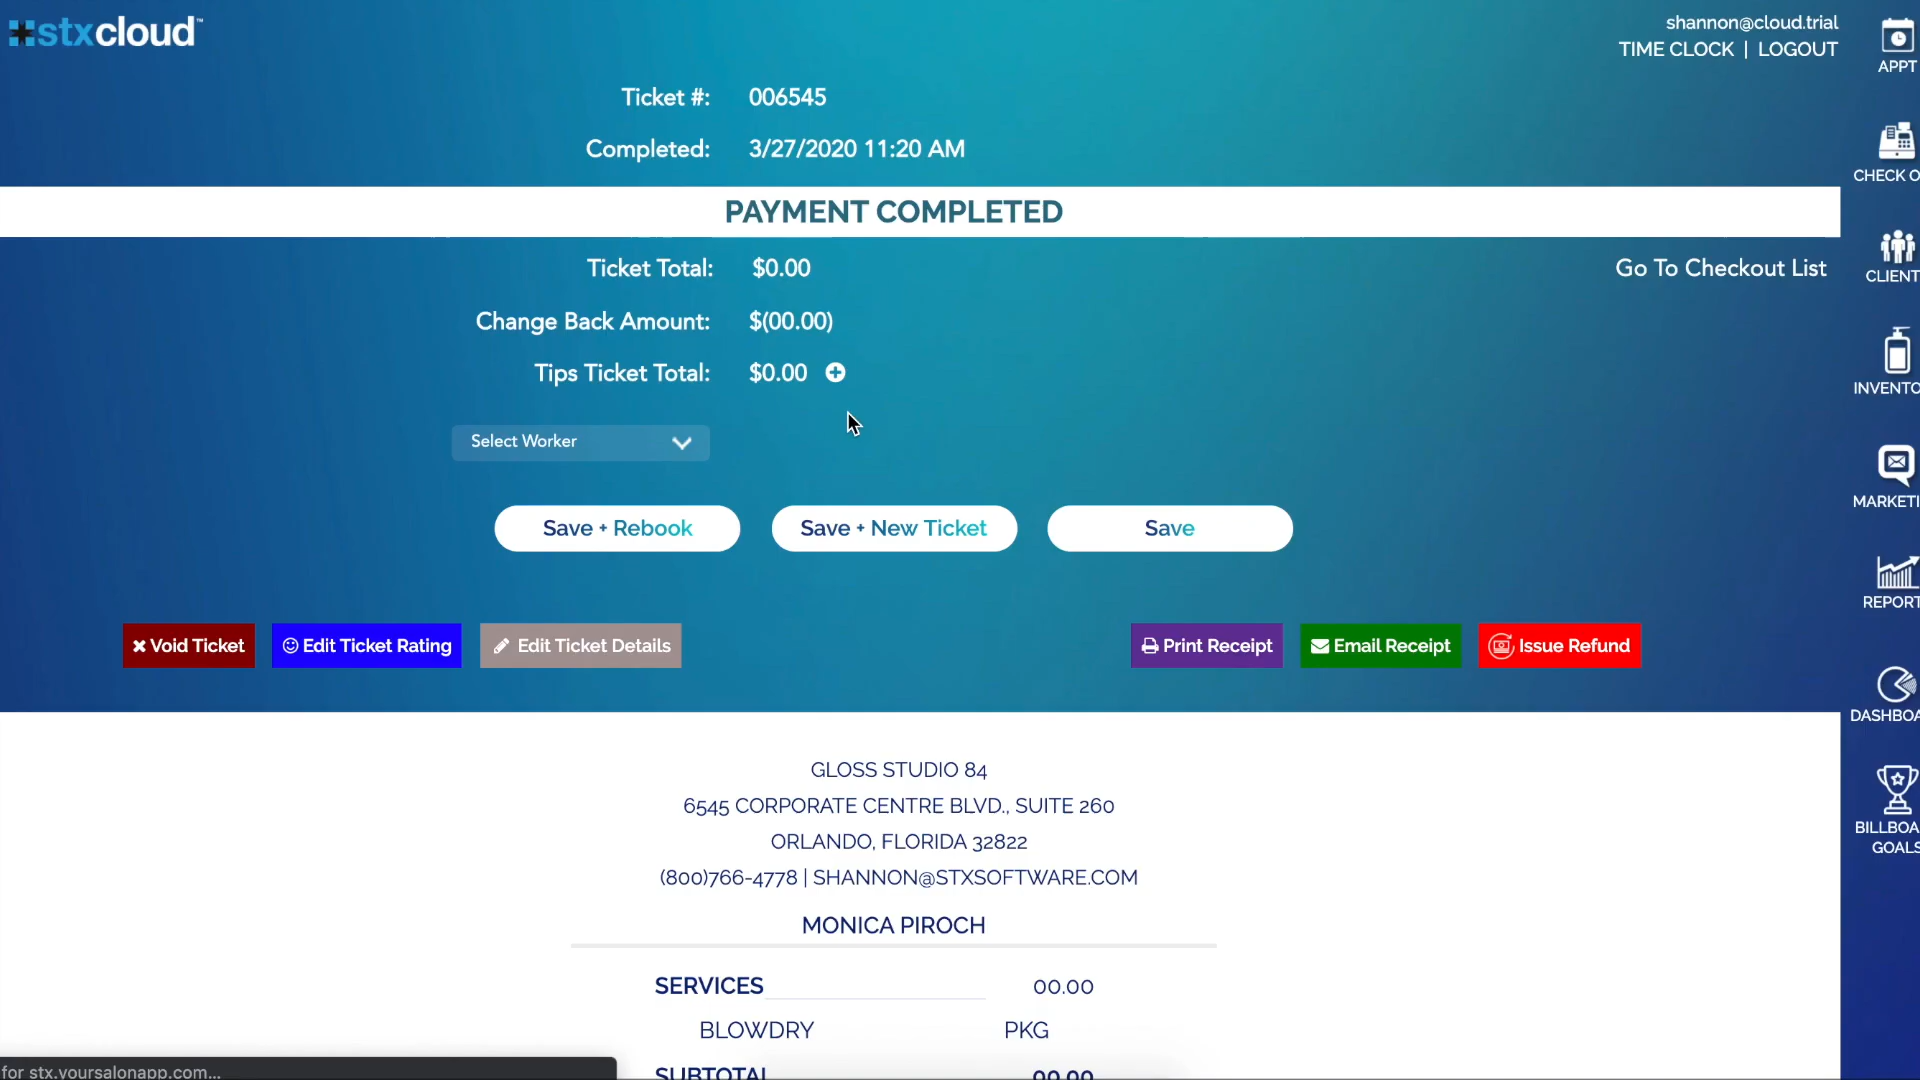 stxcloud™
shannon@cloud.trial
TIME CLOCK | LOGOUT
APPT
Ticket #: 006545
CHECK O
Completed: 3/27/2020 11:20 AM
PAYMENT COMPLETED
CLIENT
Ticket Total: $0.00
Go To Checkout List
Change Back Amount: $(00.00)
Tips Ticket Total: $0.00
INVENTO
Select Worker
MARKETI
Save + Rebook
Save + New Ticket
Save
REPORT
Void Ticket
Edit Ticket Rating
Edit Ticket Details
Print Receipt
Email Receipt
Issue Refund
DASHBOA
GLOSS STUDIO 84
6545 CORPORATE CENTRE BLVD., SUITE 260
BILLBOA
GOALS
ORLANDO, FLORIDA 32822
(800)766-4778 | SHANNON@STXSOFTWARE.COM
MONICA PIROCH
SERVICES 00.00
BLOWDRY PKG
SUBTOTAL 00.00
for stx.yoursalonapp.com...